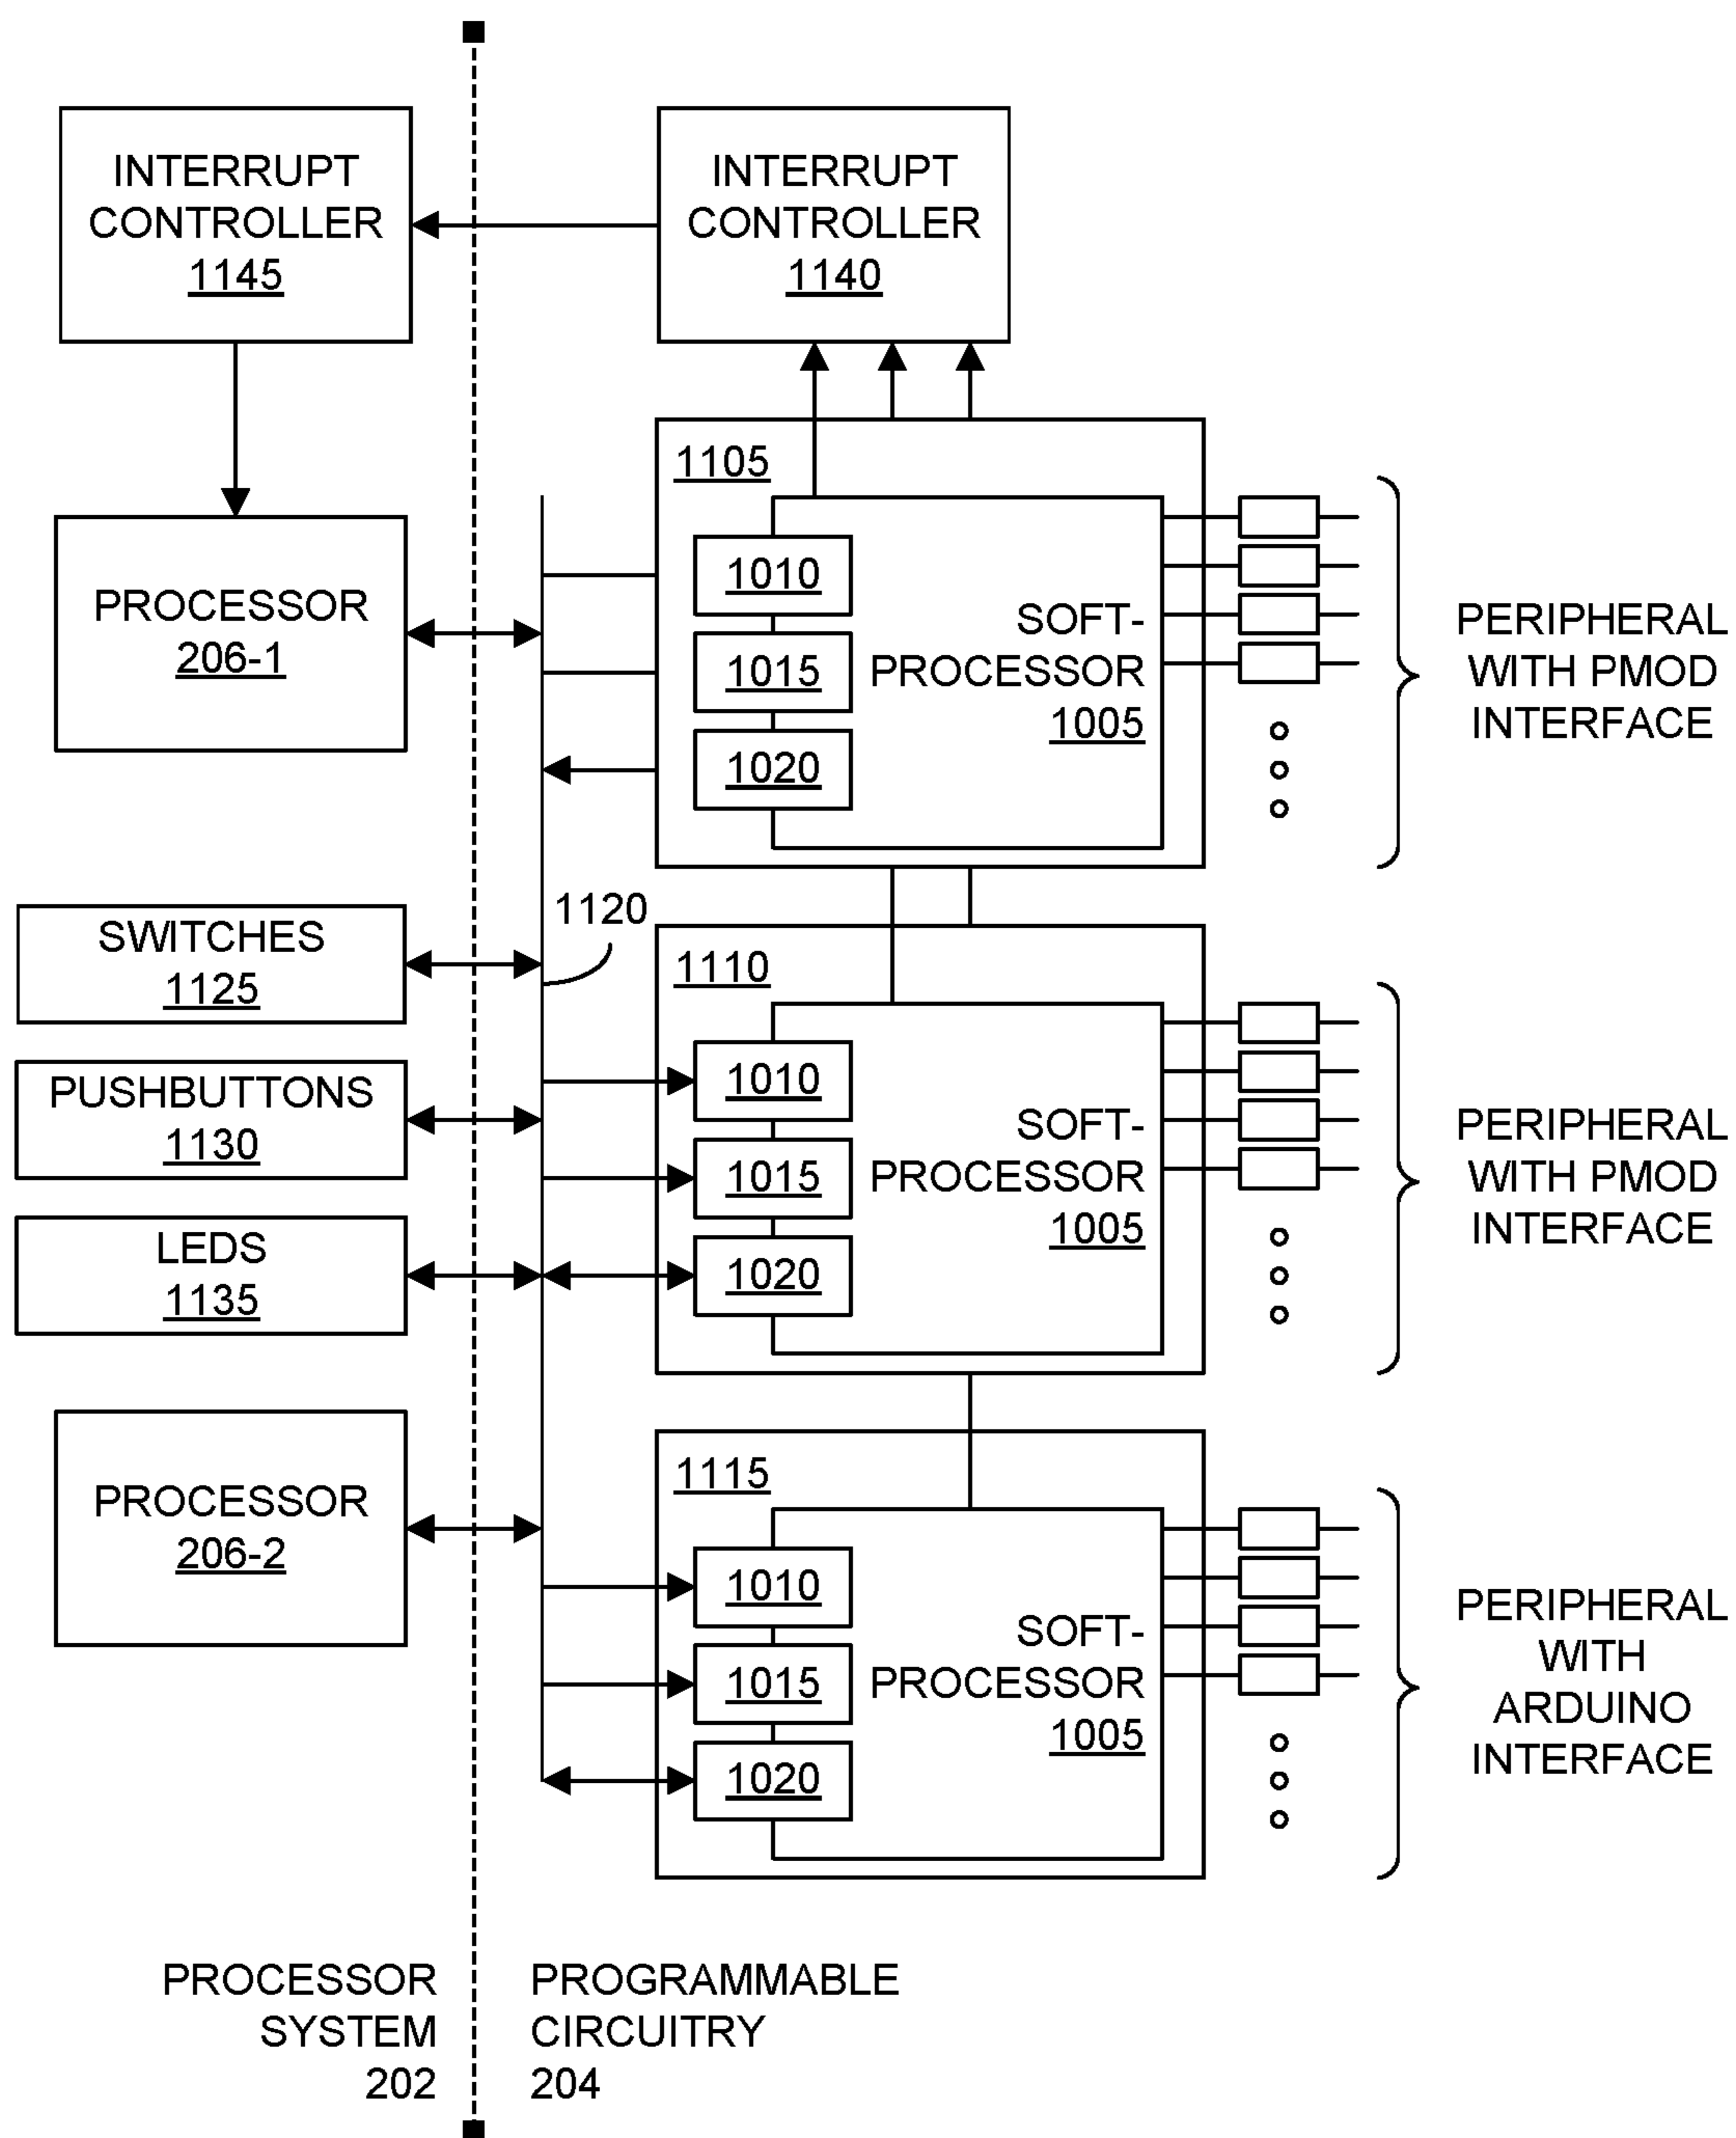 INTERRUPT
CONTROLLER
1145
INTERRUPT
CONTROLLER
1140
PROCESSOR
206-1
1105
1010
1015
1020
SOFT-
PROCESSOR
1005
PERIPHERAL
WITH PMOD
INTERFACE
1120
SWITCHES
1125
PUSHBUTTONS
1130
LEDS
1135
1110
1010
1015
1020
SOFT-
PROCESSOR
1005
PERIPHERAL
WITH PMOD
INTERFACE
PROCESSOR
206-2
1115
1010
1015
1020
SOFT-
PROCESSOR
1005
PERIPHERAL
WITH
ARDUINO
INTERFACE
PROCESSOR
SYSTEM
202
PROGRAMMABLE
CIRCUITRY
204